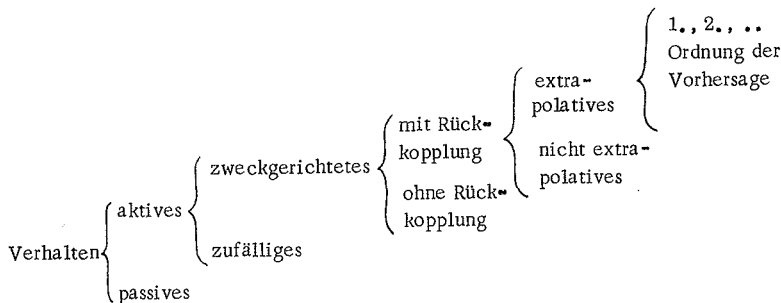 1., 2., ..
Ordnung der
Vorhersage
extra-
polatives
mit Rück-
kopplung
nicht extra-
polatives
zweckgerichtetes
ohne Rück-
kopplung
aktives
zufälliges
Verhalten
passives